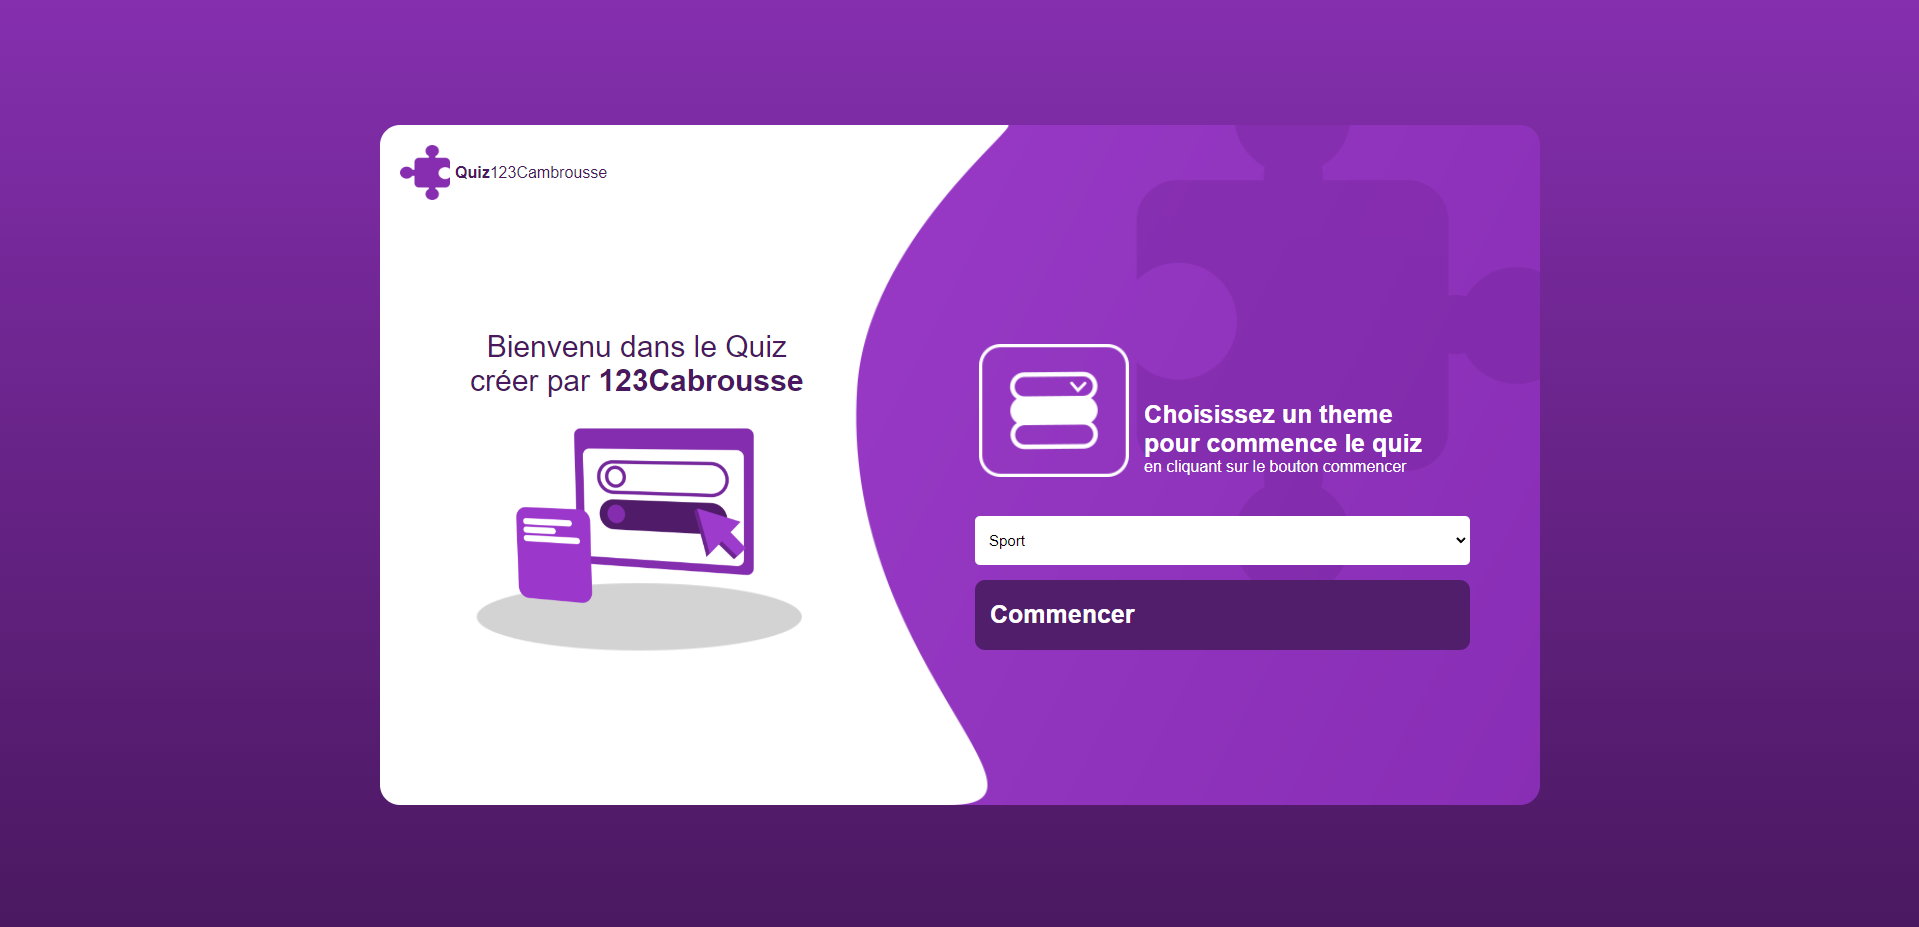 Quiz123Cambrousse
Bienvenu dans le Quiz
créer par 123Cabrousse
Choisissez un theme
pour commence le quiz
en cliquant sur le bouton commencer
Sport
Commencer